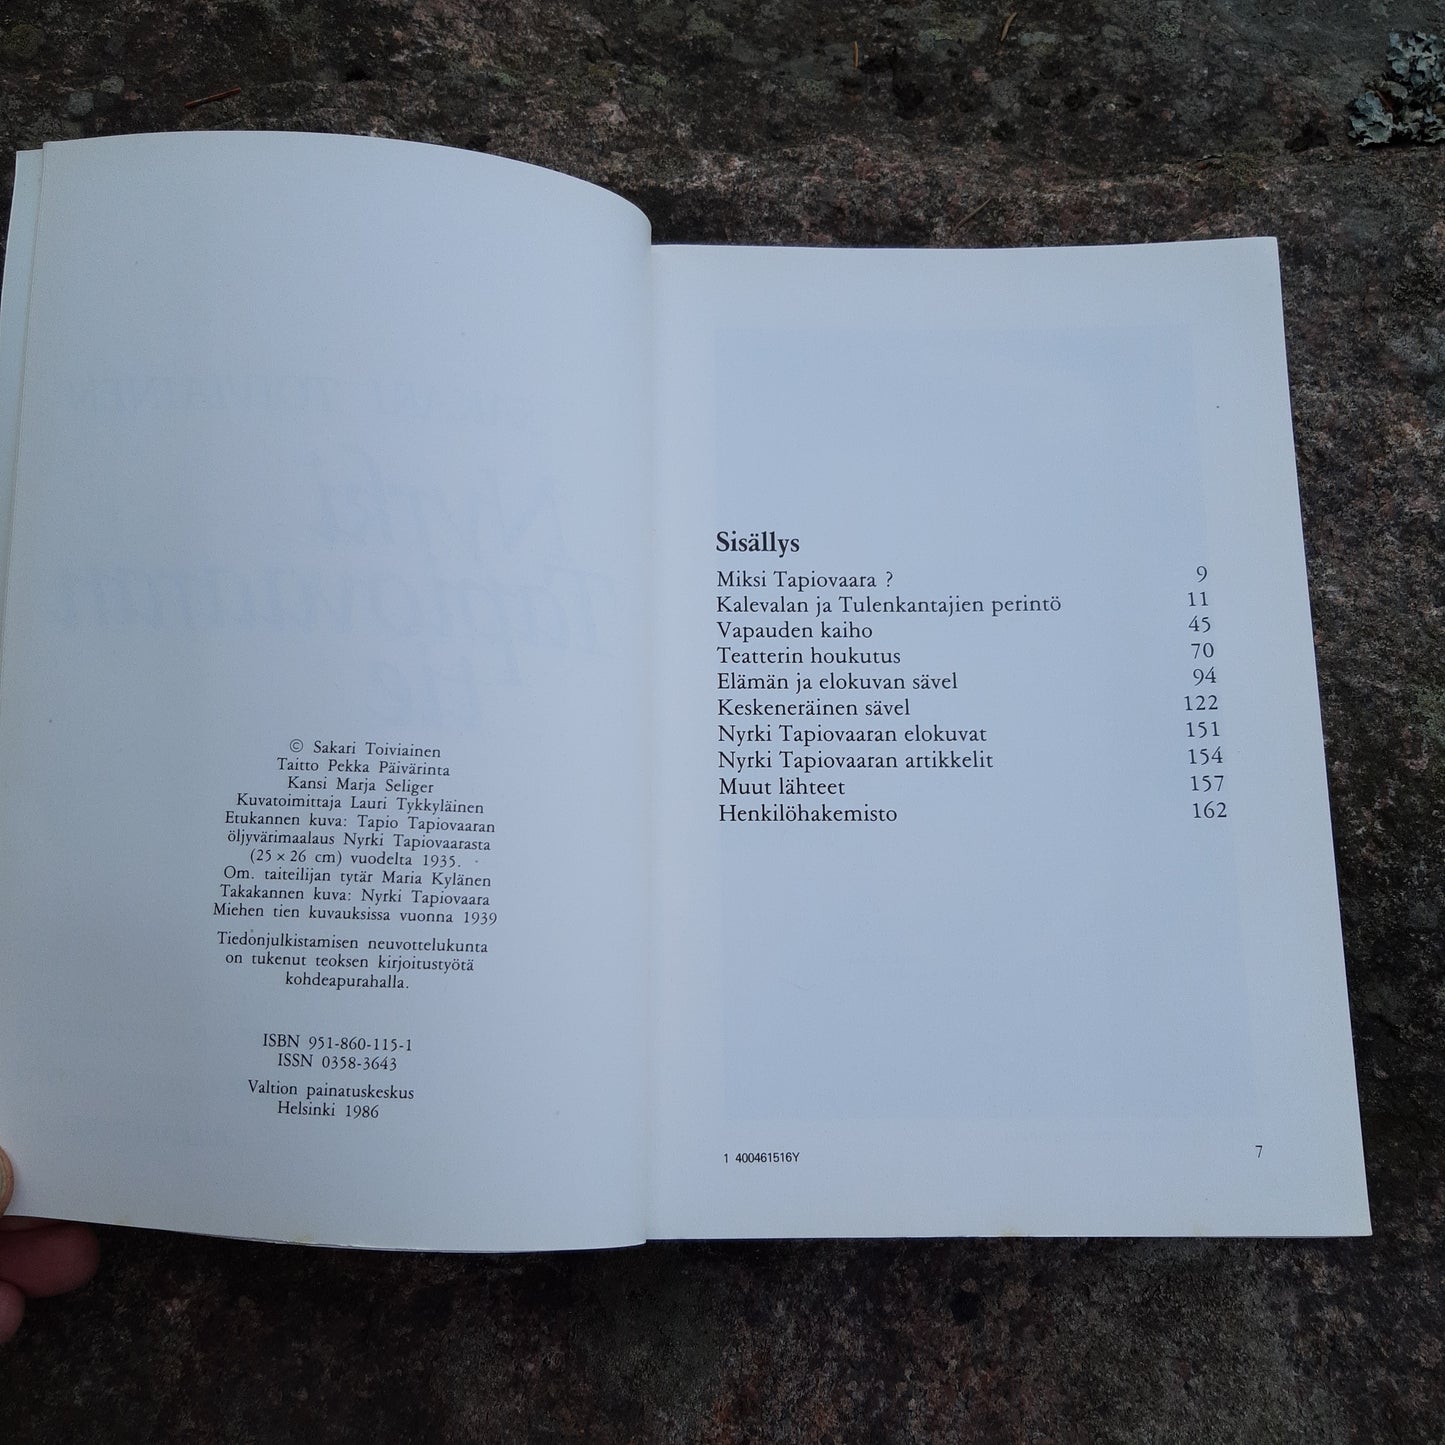 © Sakari Toiviainen
Taitto Pekka Päivärinta
Kansi Marja Seliger
Kuvatoimittaja Lauri Tykkyläinen
Etukannen kuva: Tapio Tapiovaaran
öljyvärimaalaus Nyrki Tapiovaarasta
(25 × 26 cm) vuodelta 1935.
Om. taiteilijan tytär Maria Kylänen
Takakannen kuva: Nyrki Tapiovaara
Miehen tien kuvauksissa vuonna 1939
Tiedonjulkistamisen neuvottelukunta
on tukenut teoksen kirjoitustyötä
kohdeapurahalla.
ISBN 951-860-115-1
ISSN 0358-3643
Valtion painatuskeskus
Helsinki 1986
Sisällys
Miksi Tapiovaara ? 9
Kalevalan ja Tulenkantajien perintö 11
Vapauden kaiho 45
Teatterin houkutus 70
Elämän ja elokuvan sävel 94
Keskeneräinen sävel 122
Nyrki Tapiovaaran elokuvat 151
Nyrki Tapiovaaran artikkelit 154
Muut lähteet 157
Henkilöhakemisto 162
1 400461516Y 7